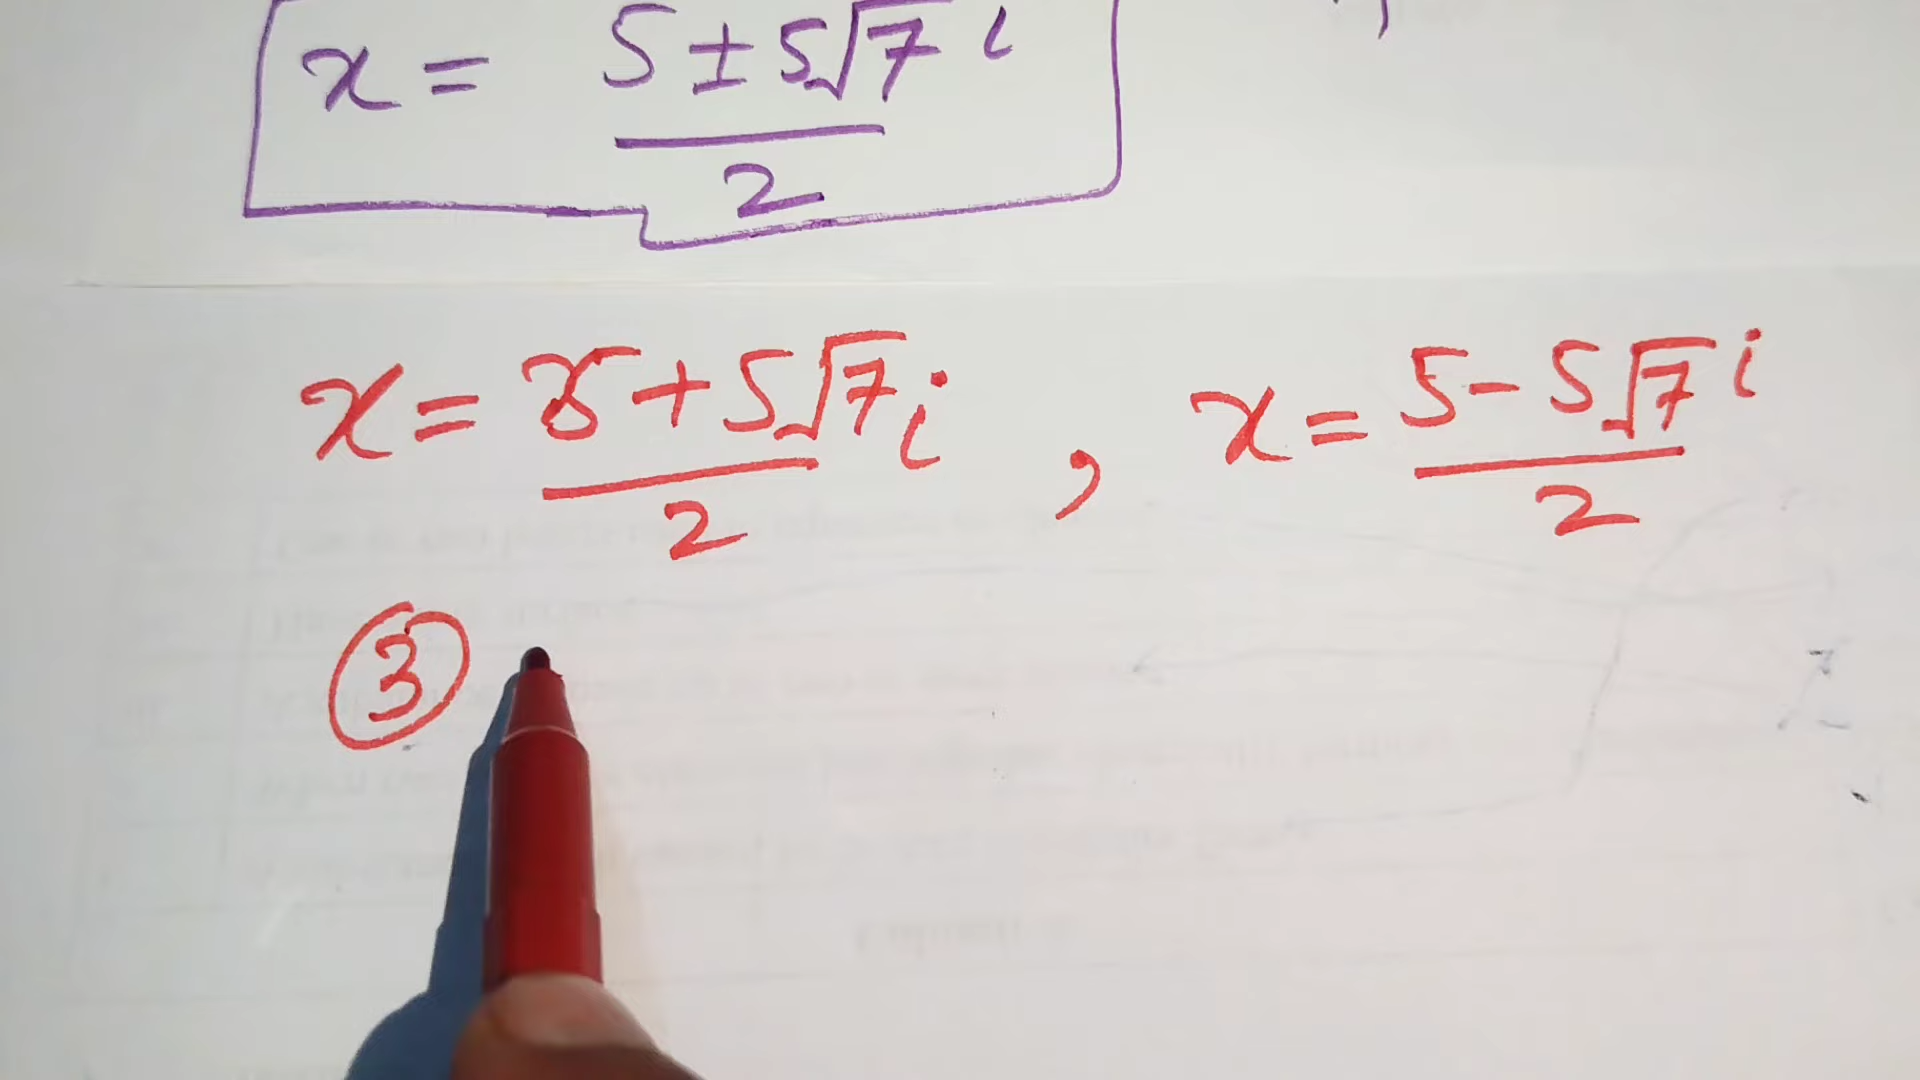 x = 5 ± 5√7 i / 2
x = 5 + 5√7 i / 2 , x = 5 - 5√7 i / 2
③